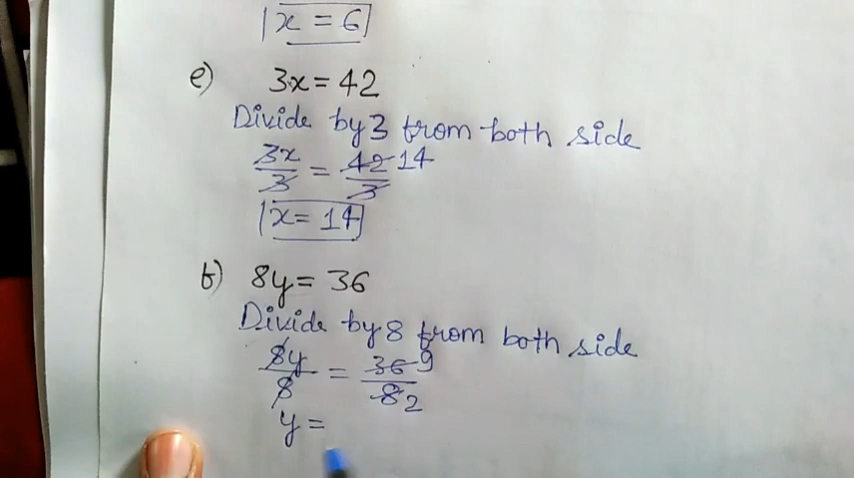 x = 6
e) 3x = 42
Divide by 3 from both side
3x/3 = 42/3 14
x = 14
f) 8y = 36
Divide by 8 from both side
8y/8 = 36/8 9 2
y =